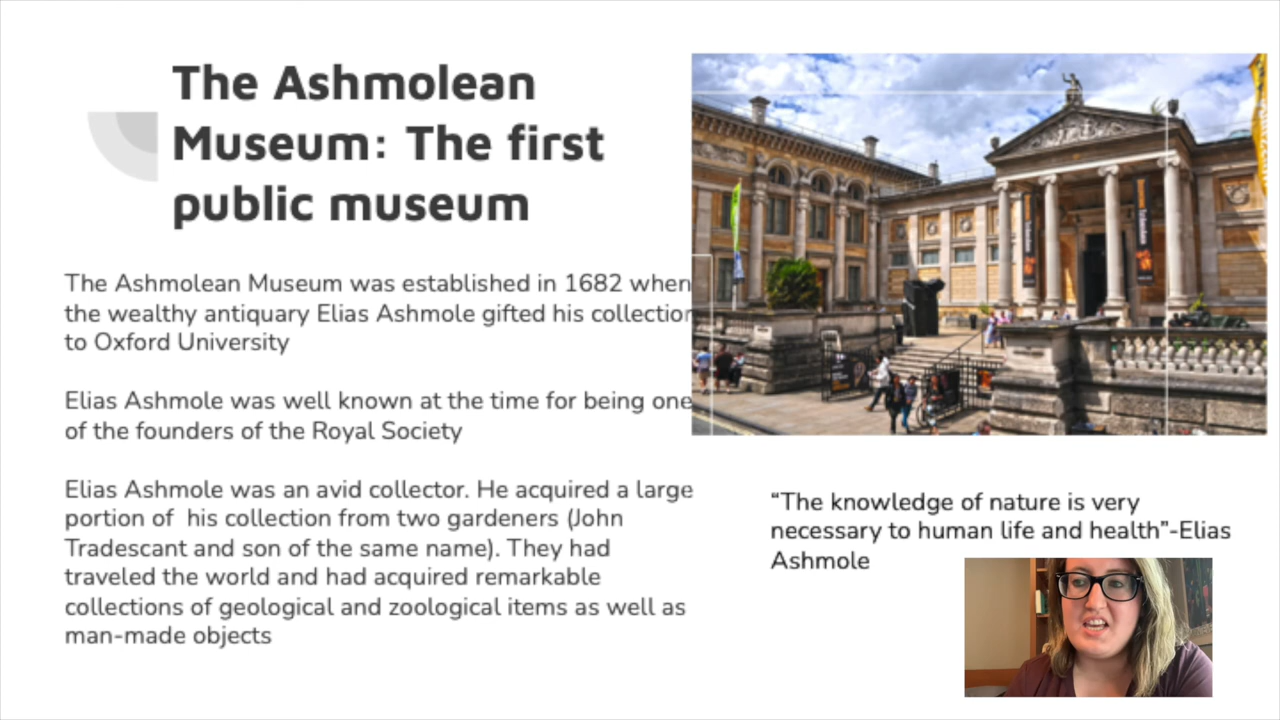 The Ashmolean
Museum: The first
public museum
The Ashmolean Museum was established in 1682 when
the wealthy antiquary Elias Ashmole gifted his collection
to Oxford University
Elias Ashmole was well known at the time for being one
of the founders of the Royal Society
Elias Ashmole was an avid collector. He acquired a large
portion of  his collection from two gardeners (John
Tradescant and son of the same name). They had
traveled the world and had acquired remarkable
collections of geological and zoological items as well as
man-made objects
“The knowledge of nature is very
necessary to human life and health”-Elias
Ashmole